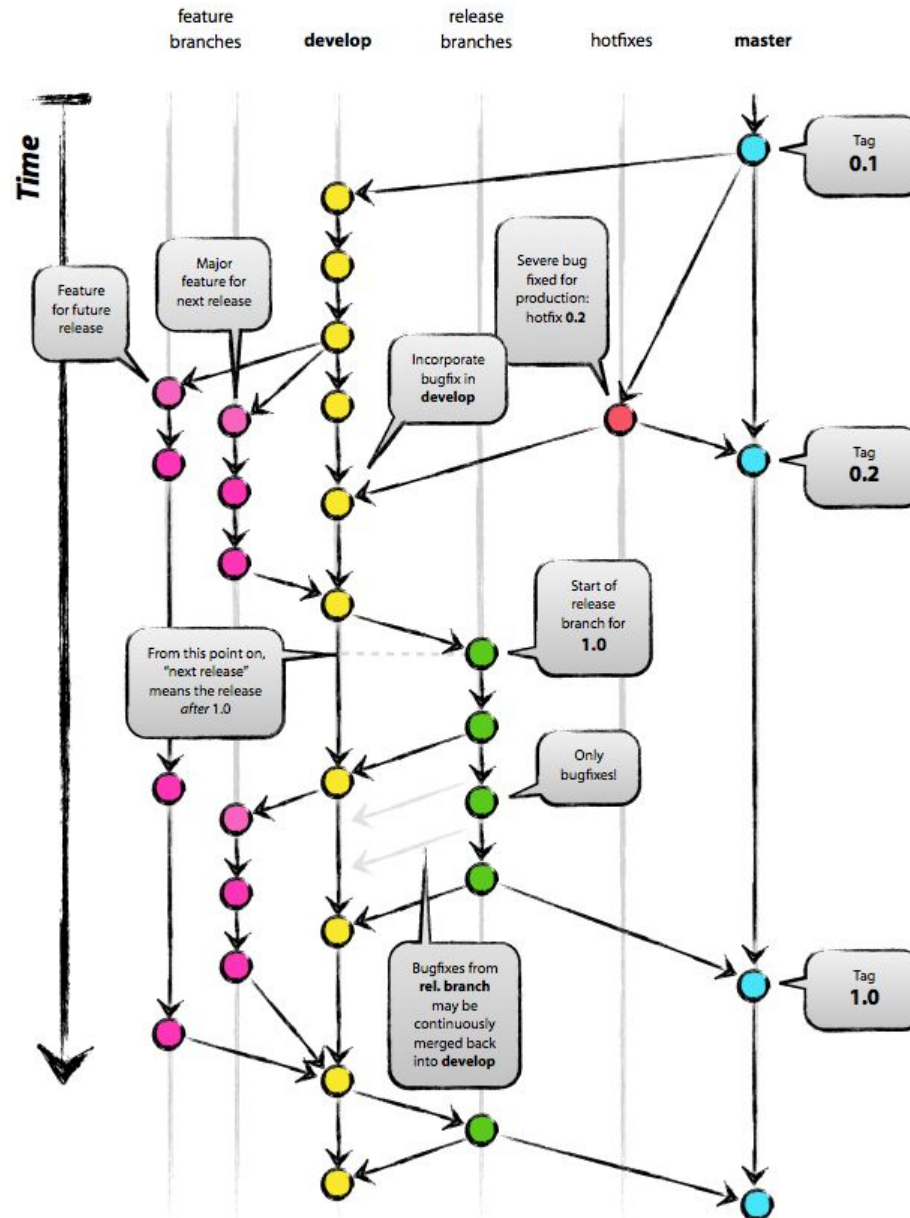 feature
branches
develop
release
branches
hotfixes
master
Time
Tag
0.1
Major
feature for
next release
Severe bug
fixed for
production:
hotfix 0.2
Feature
for future
release
Incorporate
bugfix in
develop
Tag
0.2
Start of
release
branch for
1.0
From this point on,
“next release”
means the release
after 1.0
Only
bugfixes!
Bugfixes from
rel. branch
may be
continuously
merged back
into develop
Tag
1.0